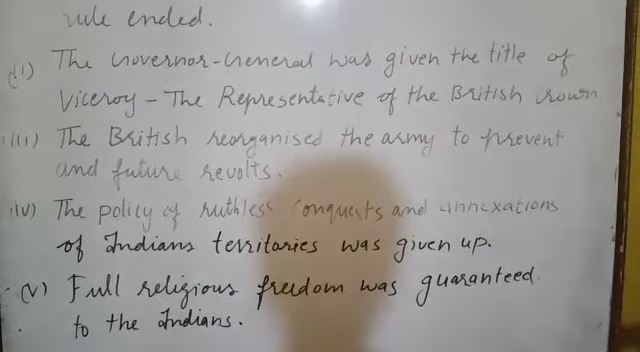 rule ended.
(ii) The Governor-General was given the title of
Viceroy - The Representative of the British crown.
(iii) The British reorganised the army to prevent
and future revolts.
(iv) The policy of ruthless conquests and annexations
of Indians territories was given up.
(v) Full religious freedom was guaranteed.
to the Indians.